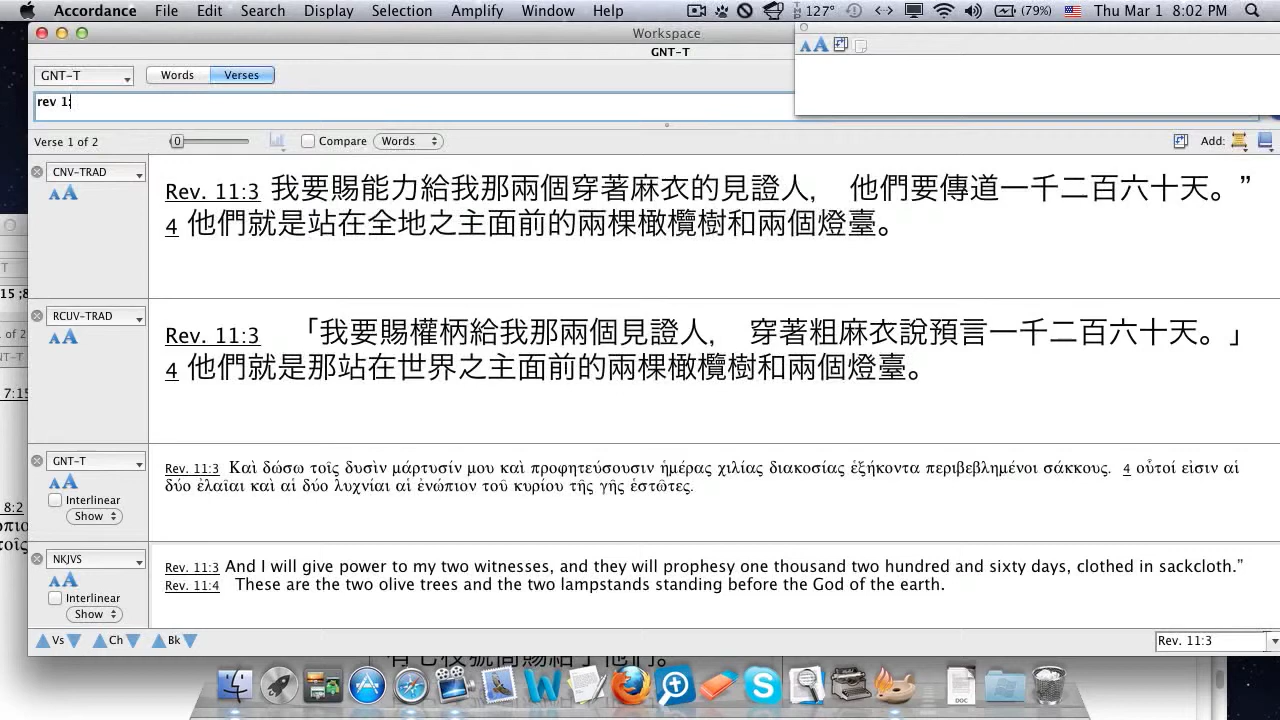 Accordance File Edit Search Display Selection Amplify Window Help 127° (79%) Thu Mar 1 8:02 PM
Workspace
GNT-T
GNT-T Words Verses
rev 1:
Verse 1 of 2 0 Compare Words Add:
CNV-TRAD
Rev. 11:3 我要賜能力給我那兩個穿著麻衣的見證人, 他們要傳道一千二百六十天。”
4 他們就是站在全地之主面前的兩棵橄欖樹和兩個燈臺。
RCUV-TRAD
Rev. 11:3 「我要賜權柄給我那兩個見證人, 穿著粗麻衣說預言一千二百六十天。」
4 他們就是那站在世界之主面前的兩棵橄欖樹和兩個燈臺。
GNT-T
Interlinear
Show
Rev. 11:3 Καὶ δώσω τοῖς δυσὶν μάρτυσίν μου καὶ προφητεύσουσιν ἡμέρας χιλίας διακοσίας ἑξήκοντα περιβεβλημένοι σάκκους. 4 οὗτοί εἰσιν αἱ
δύο ἐλαῖαι καὶ αἱ δύο λυχνίαι αἱ ἐνώπιον τοῦ κυρίου τῆς γῆς ἑστῶτες.
NKJVS
Interlinear
Show
Rev. 11:3 And I will give power to my two witnesses, and they will prophesy one thousand two hundred and sixty days, clothed in sackcloth.”
Rev. 11:4 These are the two olive trees and the two lampstands standing before the God of the earth.
Vs Ch Bk Rev. 11:3
15 ;8
of 2
7:15
8:2
DOC